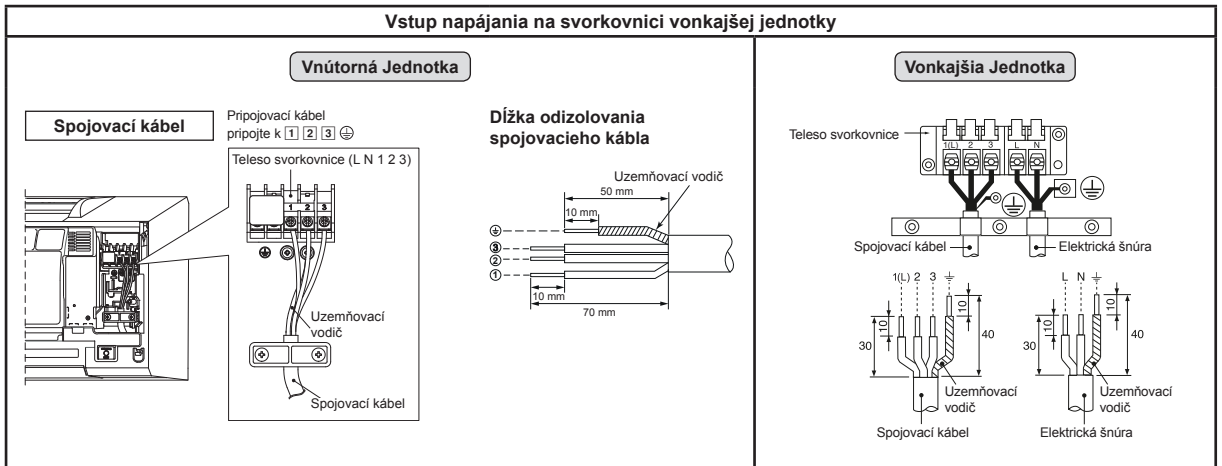 Vstup napájania na svorkovnici vonkajšej jednotky
Vnútorná Jednotka
Spojovací kábel
Pripojovací kábel
pripojte k 1 2 3
Teleso svorkovnice (L N 1 2 3)
1 2 3
Uzemňovací
vodič
Spojovací kábel
Dĺžka odizolovania
spojovacieho kábla
Uzemňovací vodič
50 mm
10 mm
③
②
①
10 mm
70 mm
Vonkajšia Jednotka
Teleso svorkovnice
1(L) 2 3 L N
Spojovací kábel
Elektrická šnúra
1(L) 2 3
10
10
30
40
Uzemňovací
vodič
Spojovací kábel
L N
10
10
30
40
Uzemňovací
vodič
Elektrická šnúra